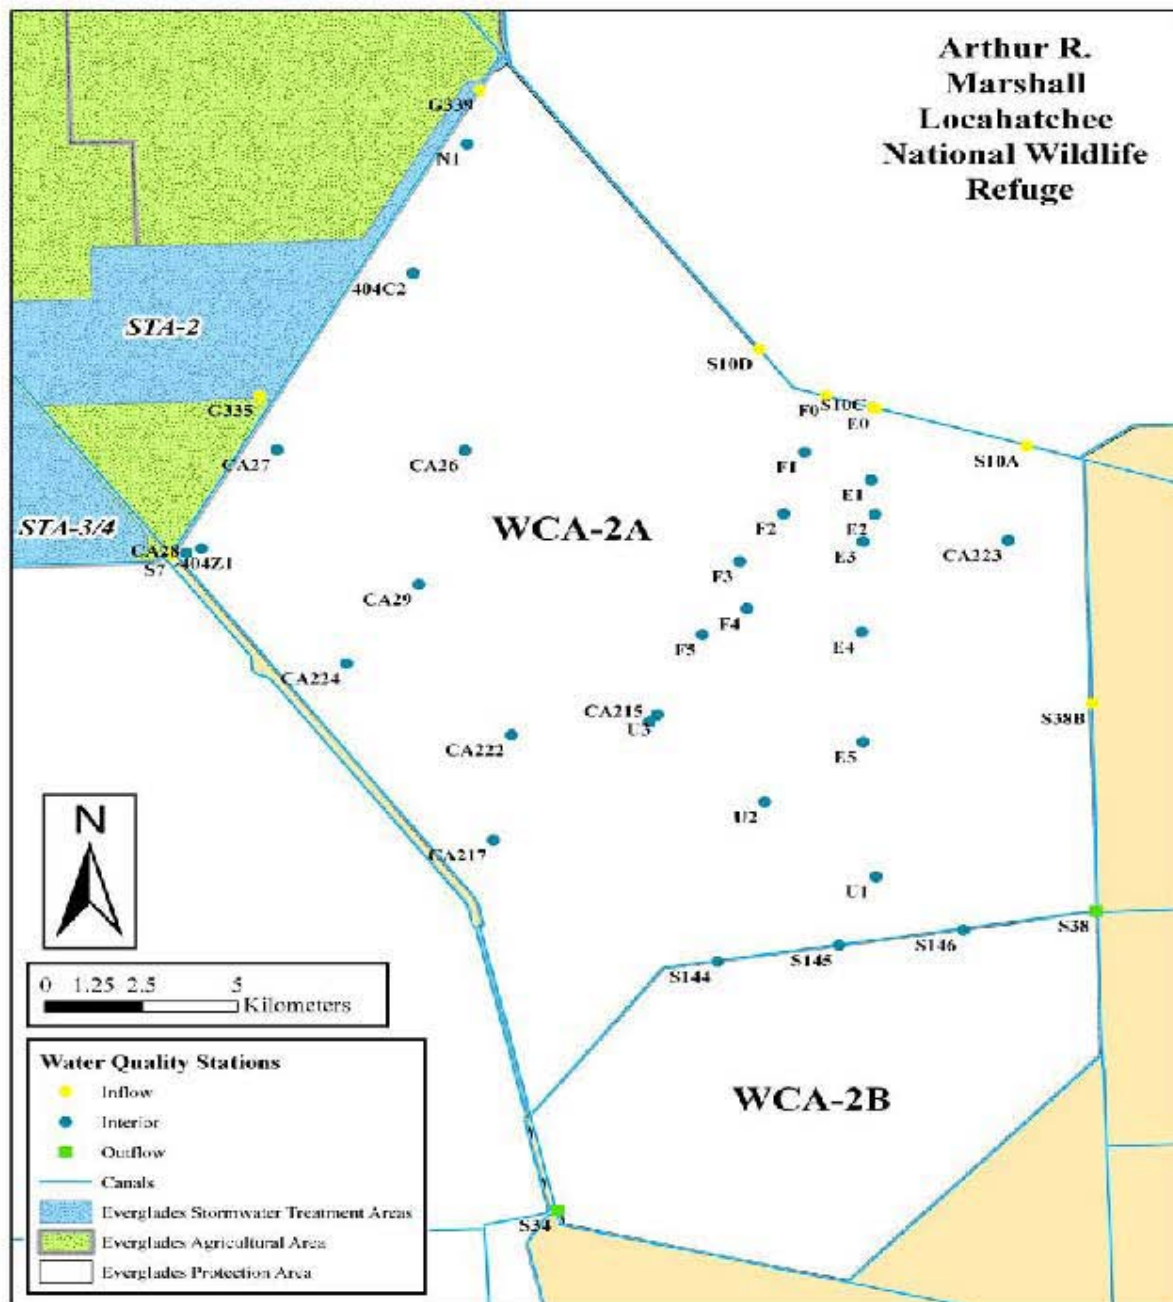 Arthur R.
Marshall
Locahatchee
National Wildlife
Refuge
G339
N1
404C2
STA-2
S10D
G335
F0
S10C
E0
S10A
CA27
CA26
F1
E1
STA-3/4
WCA-2A
F2
E2
E3
CA223
CA28
404Z1
S7
F3
CA29
F4
F5
E4
CA224
CA215
U3
S38B
CA222
E5
N
U2
CA217
U1
S38
S146
S145
S144
0 1.25 2.5 5
Kilometers
Water Quality Stations
Inflow
Interior
Outflow
Canals
Everglades Stormwater Treatment Areas
Everglades Agricultural Area
Everglades Protection Area
WCA-2B
S34